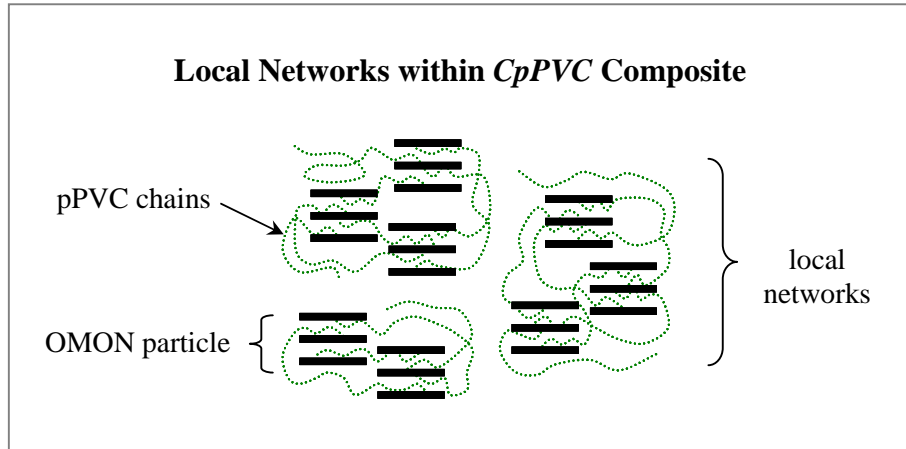 Local Networks within CpPVC Composite
pPVC chains
local
networks
OMON particle